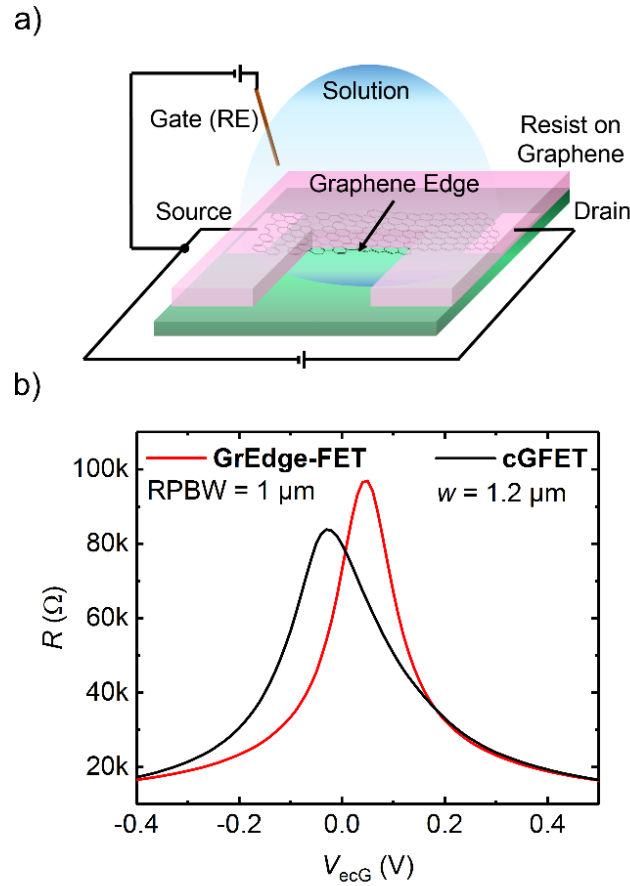 a)
Solution
Gate (RE)
Resist on
Graphene
Graphene Edge
Source
Drain
b)
GrEdge-FET
cGFET
RPBW = 1 µm
w = 1.2 µm
100k
80k
60k
40k
20k
R (Ω)
-0.4
-0.2
0.0
0.2
0.4
VecG (V)